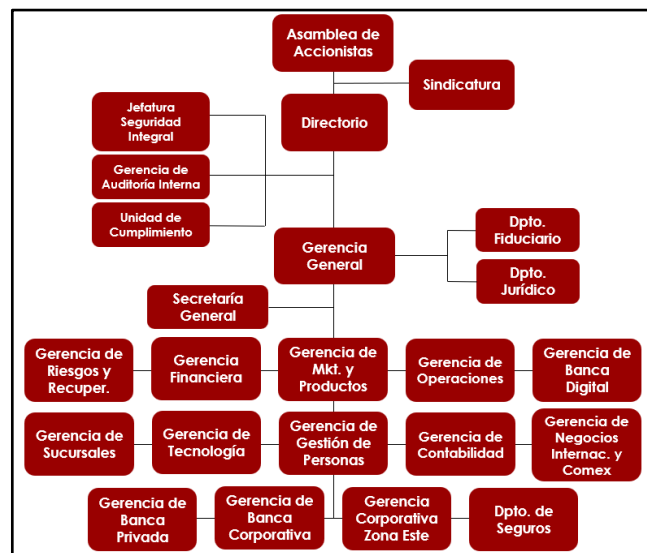 Asamblea de
Accionistas
Sindicatura
Jefatura
Seguridad
Integral
Directorio
Gerencia de
Auditoría Interna
Unidad de
Cumplimiento
Gerencia
General
Dpto.
Fiduciario
Dpto.
Jurídico
Secretaría
General
Gerencia de
Riesgos y
Recuper.
Gerencia
Financiera
Gerencia de
Mkt. y
Productos
Gerencia de
Operaciones
Gerencia de
Banca
Digital
Gerencia de
Sucursales
Gerencia de
Tecnología
Gerencia de
Gestión de
Personas
Gerencia de
Contabilidad
Gerencia de
Negocios
Internac. y
Comex
Gerencia de
Banca
Privada
Gerencia de
Banca
Corporativa
Gerencia
Corporativa
Zona Este
Dpto. de
Seguros